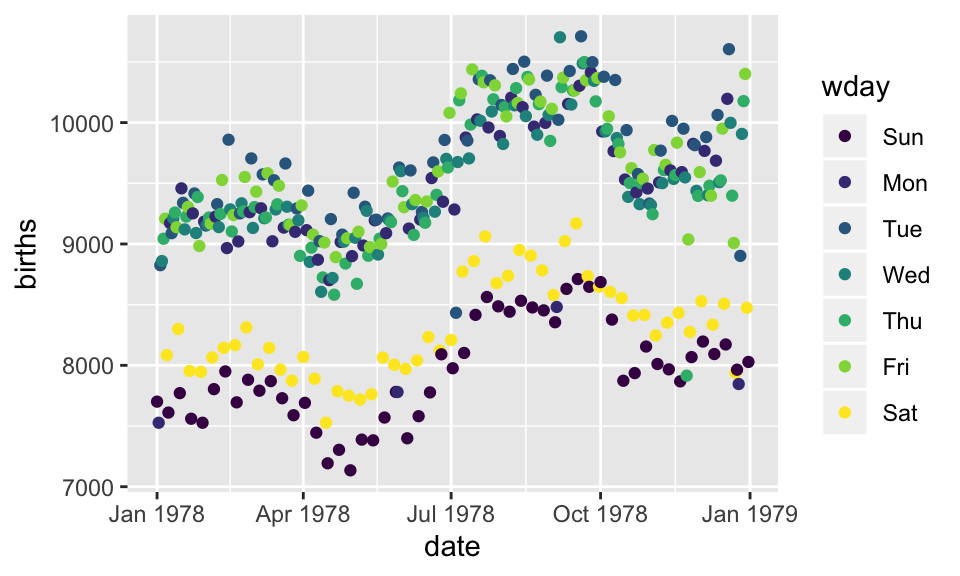 births
10000
9000
8000
7000
Jan 1978
Apr 1978
Jul 1978
Oct 1978
Jan 1979
date
wday
Sun
Mon
Tue
Wed
Thu
Fri
Sat